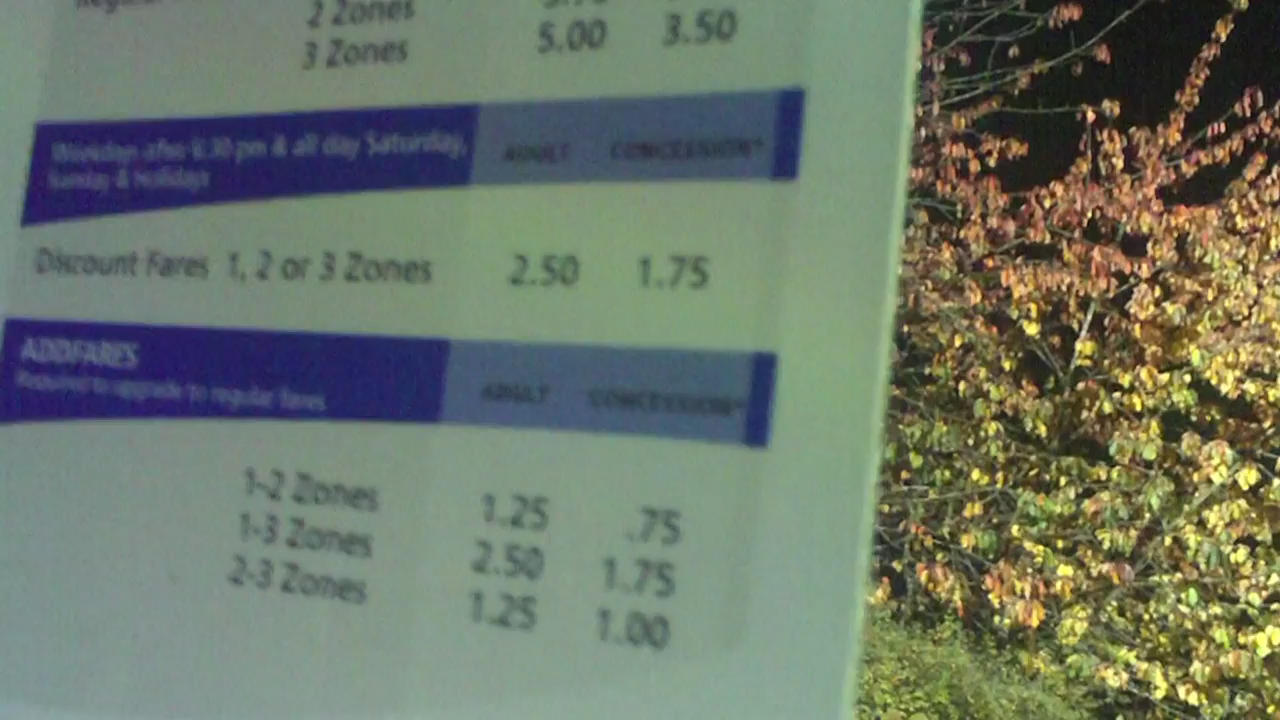 2 Zones
3 Zones 5.00 3.50
Weekdays after 6:30 pm & all day Saturday, ADULT CONCESSION*
Sunday & Holidays
Discount Fares 1, 2 or 3 Zones 2.50 1.75
ADDFARES
Required to upgrade to regular fares ADULT CONCESSION*
1-2 Zones 1.25 .75
1-3 Zones 2.50 1.75
2-3 Zones 1.25 1.00